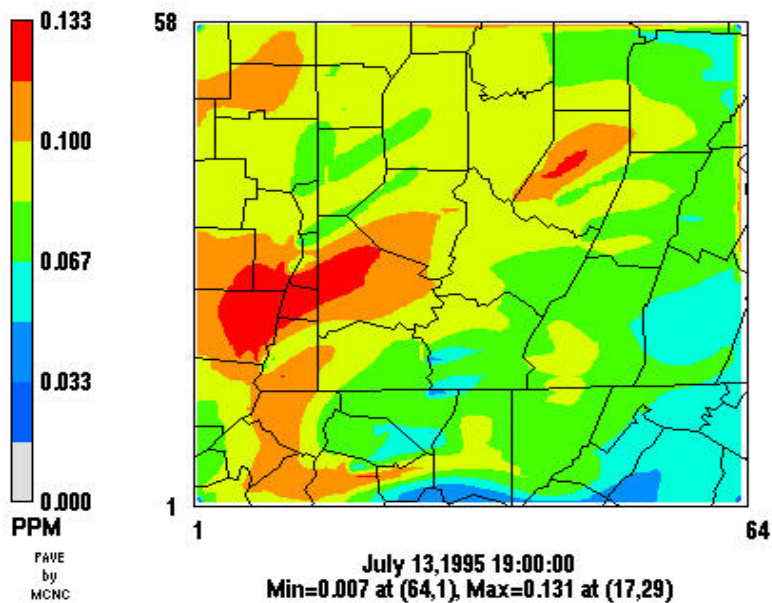 0.133
0.100
0.067
0.033
0.000
PPM
PAVE
by
MCNC
58
1
1
64
July 13,1995 19:00:00
Min=0.007 at (64,1), Max=0.131 at (17,29)